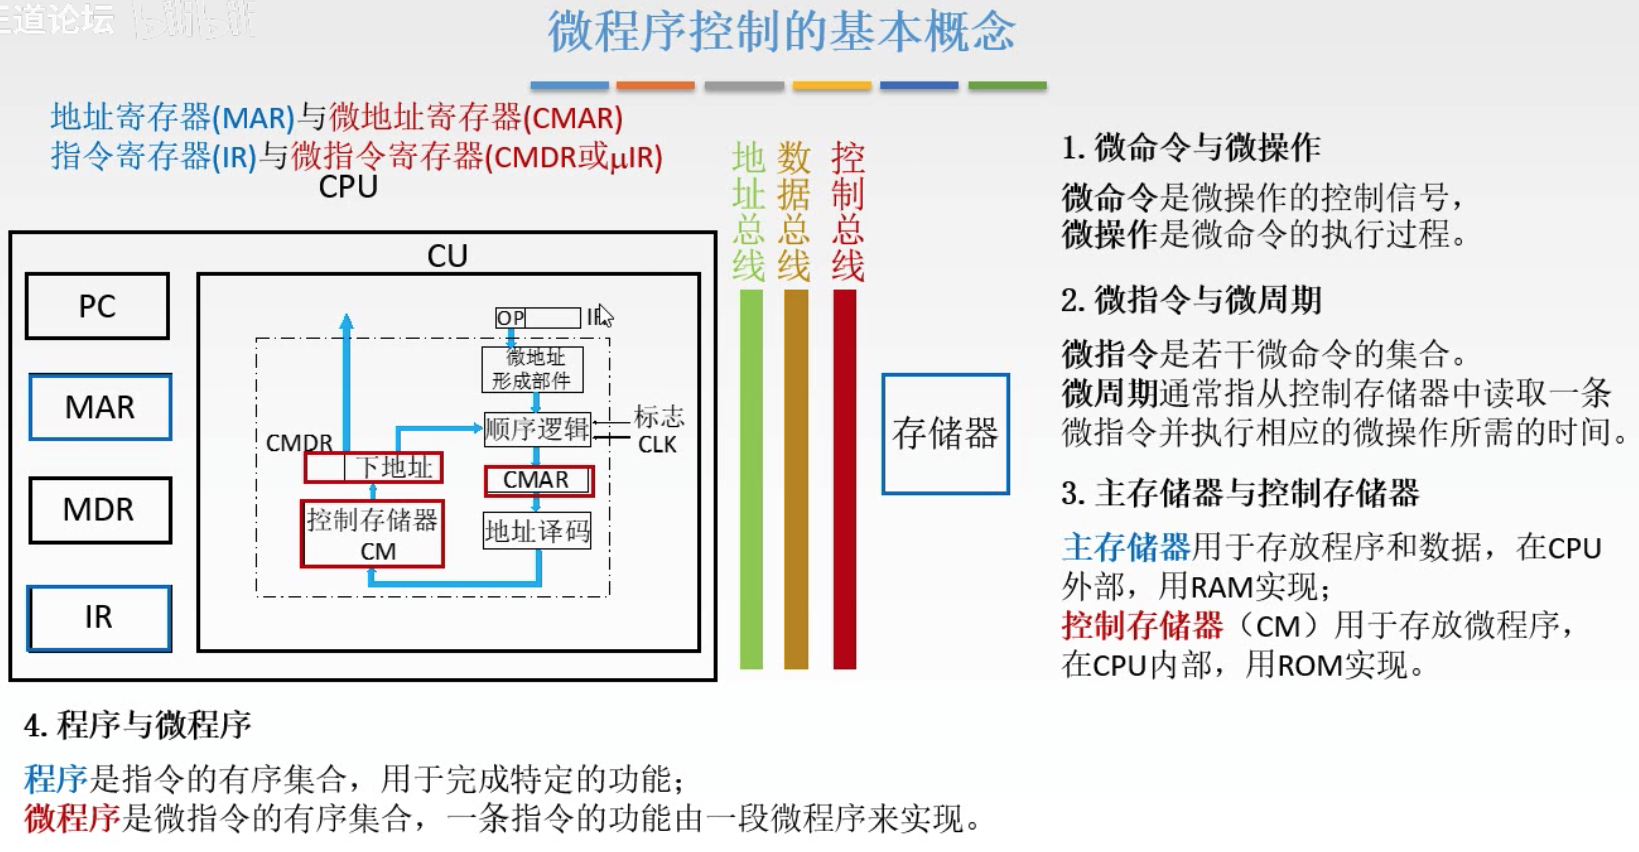 王道论坛 bilibili
微程序控制的基本概念
地址寄存器(MAR)与微地址寄存器(CMAR)
指令寄存器(IR)与微指令寄存器(CMDR或μIR)
CPU
CU
PC
MAR
MDR
IR
OP
微地址
形成部件
顺序逻辑
标志
CLK
CMDR
下地址
CMAR
控制存储器
CM
地址译码
地址总线
数据总线
控制总线
存储器
1. 微命令与微操作
微命令是微操作的控制信号，
微操作是微命令的执行过程。
2. 微指令与微周期
微指令是若干微命令的集合。
微周期通常指从控制存储器中读取一条
微指令并执行相应的微操作所需的时间。
3. 主存储器与控制存储器
主存储器用于存放程序和数据，在CPU
外部，用RAM实现；
控制存储器（CM）用于存放微程序，
在CPU内部，用ROM实现。
4. 程序与微程序
程序是指令的有序集合，用于完成特定的功能；
微程序是微指令的有序集合，一条指令的功能由一段微程序来实现。